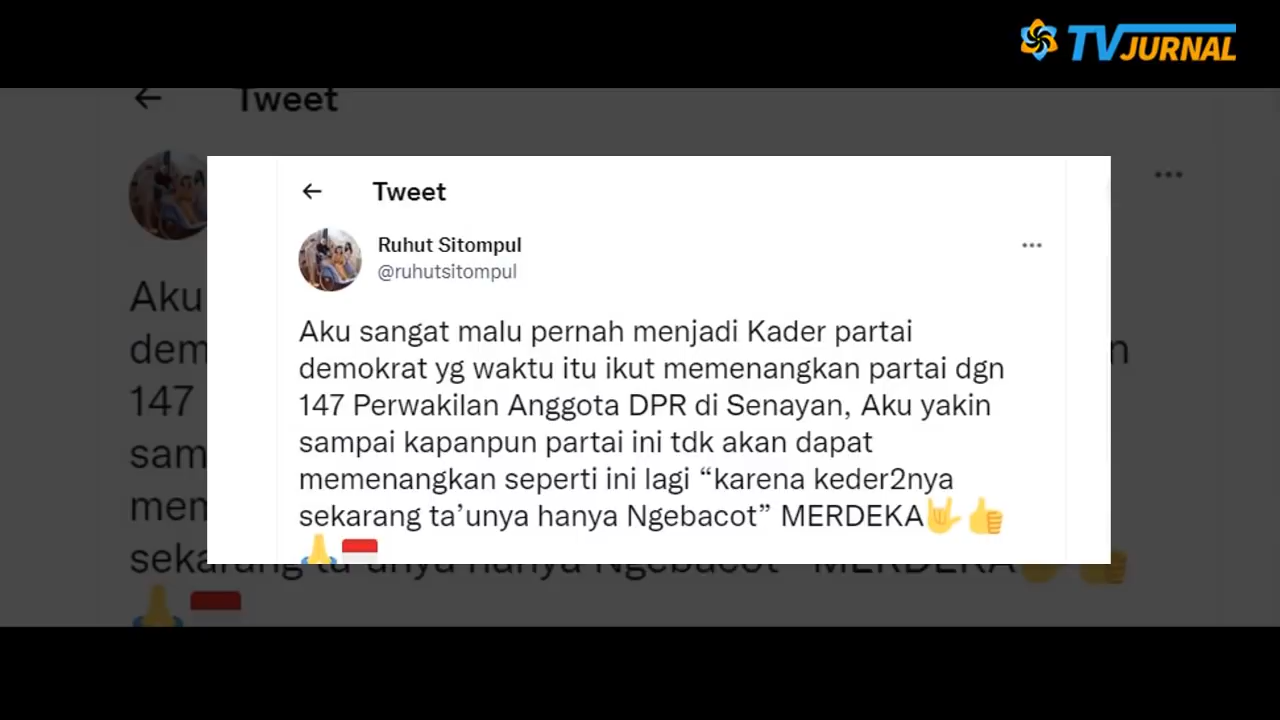 TVJURNAL
Tweet
Tweet
Ruhut Sitompul
@ruhutsitompul
Aku sangat malu pernah menjadi Kader partai
demokrat yg waktu itu ikut memenangkan partai dgn
147 Perwakilan Anggota DPR di Senayan, Aku yakin
sampai kapanpun partai ini tdk akan dapat
memenangkan seperti ini lagi “karena keder2nya
sekarang ta’unya hanya Ngebacot” MERDEKA🤟👍
🙏🇮🇩
Aku
147